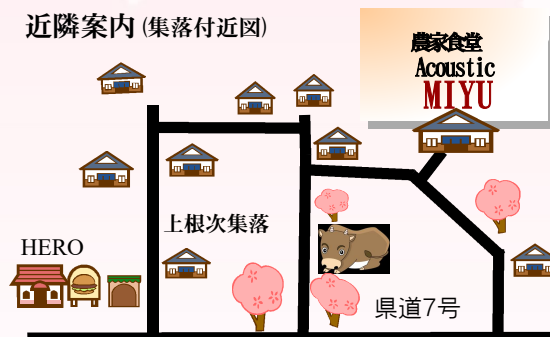 近隣案内 (集落付近図)
農家食堂
Acoustic
MIYU
上根次集落
HERO
県道7号